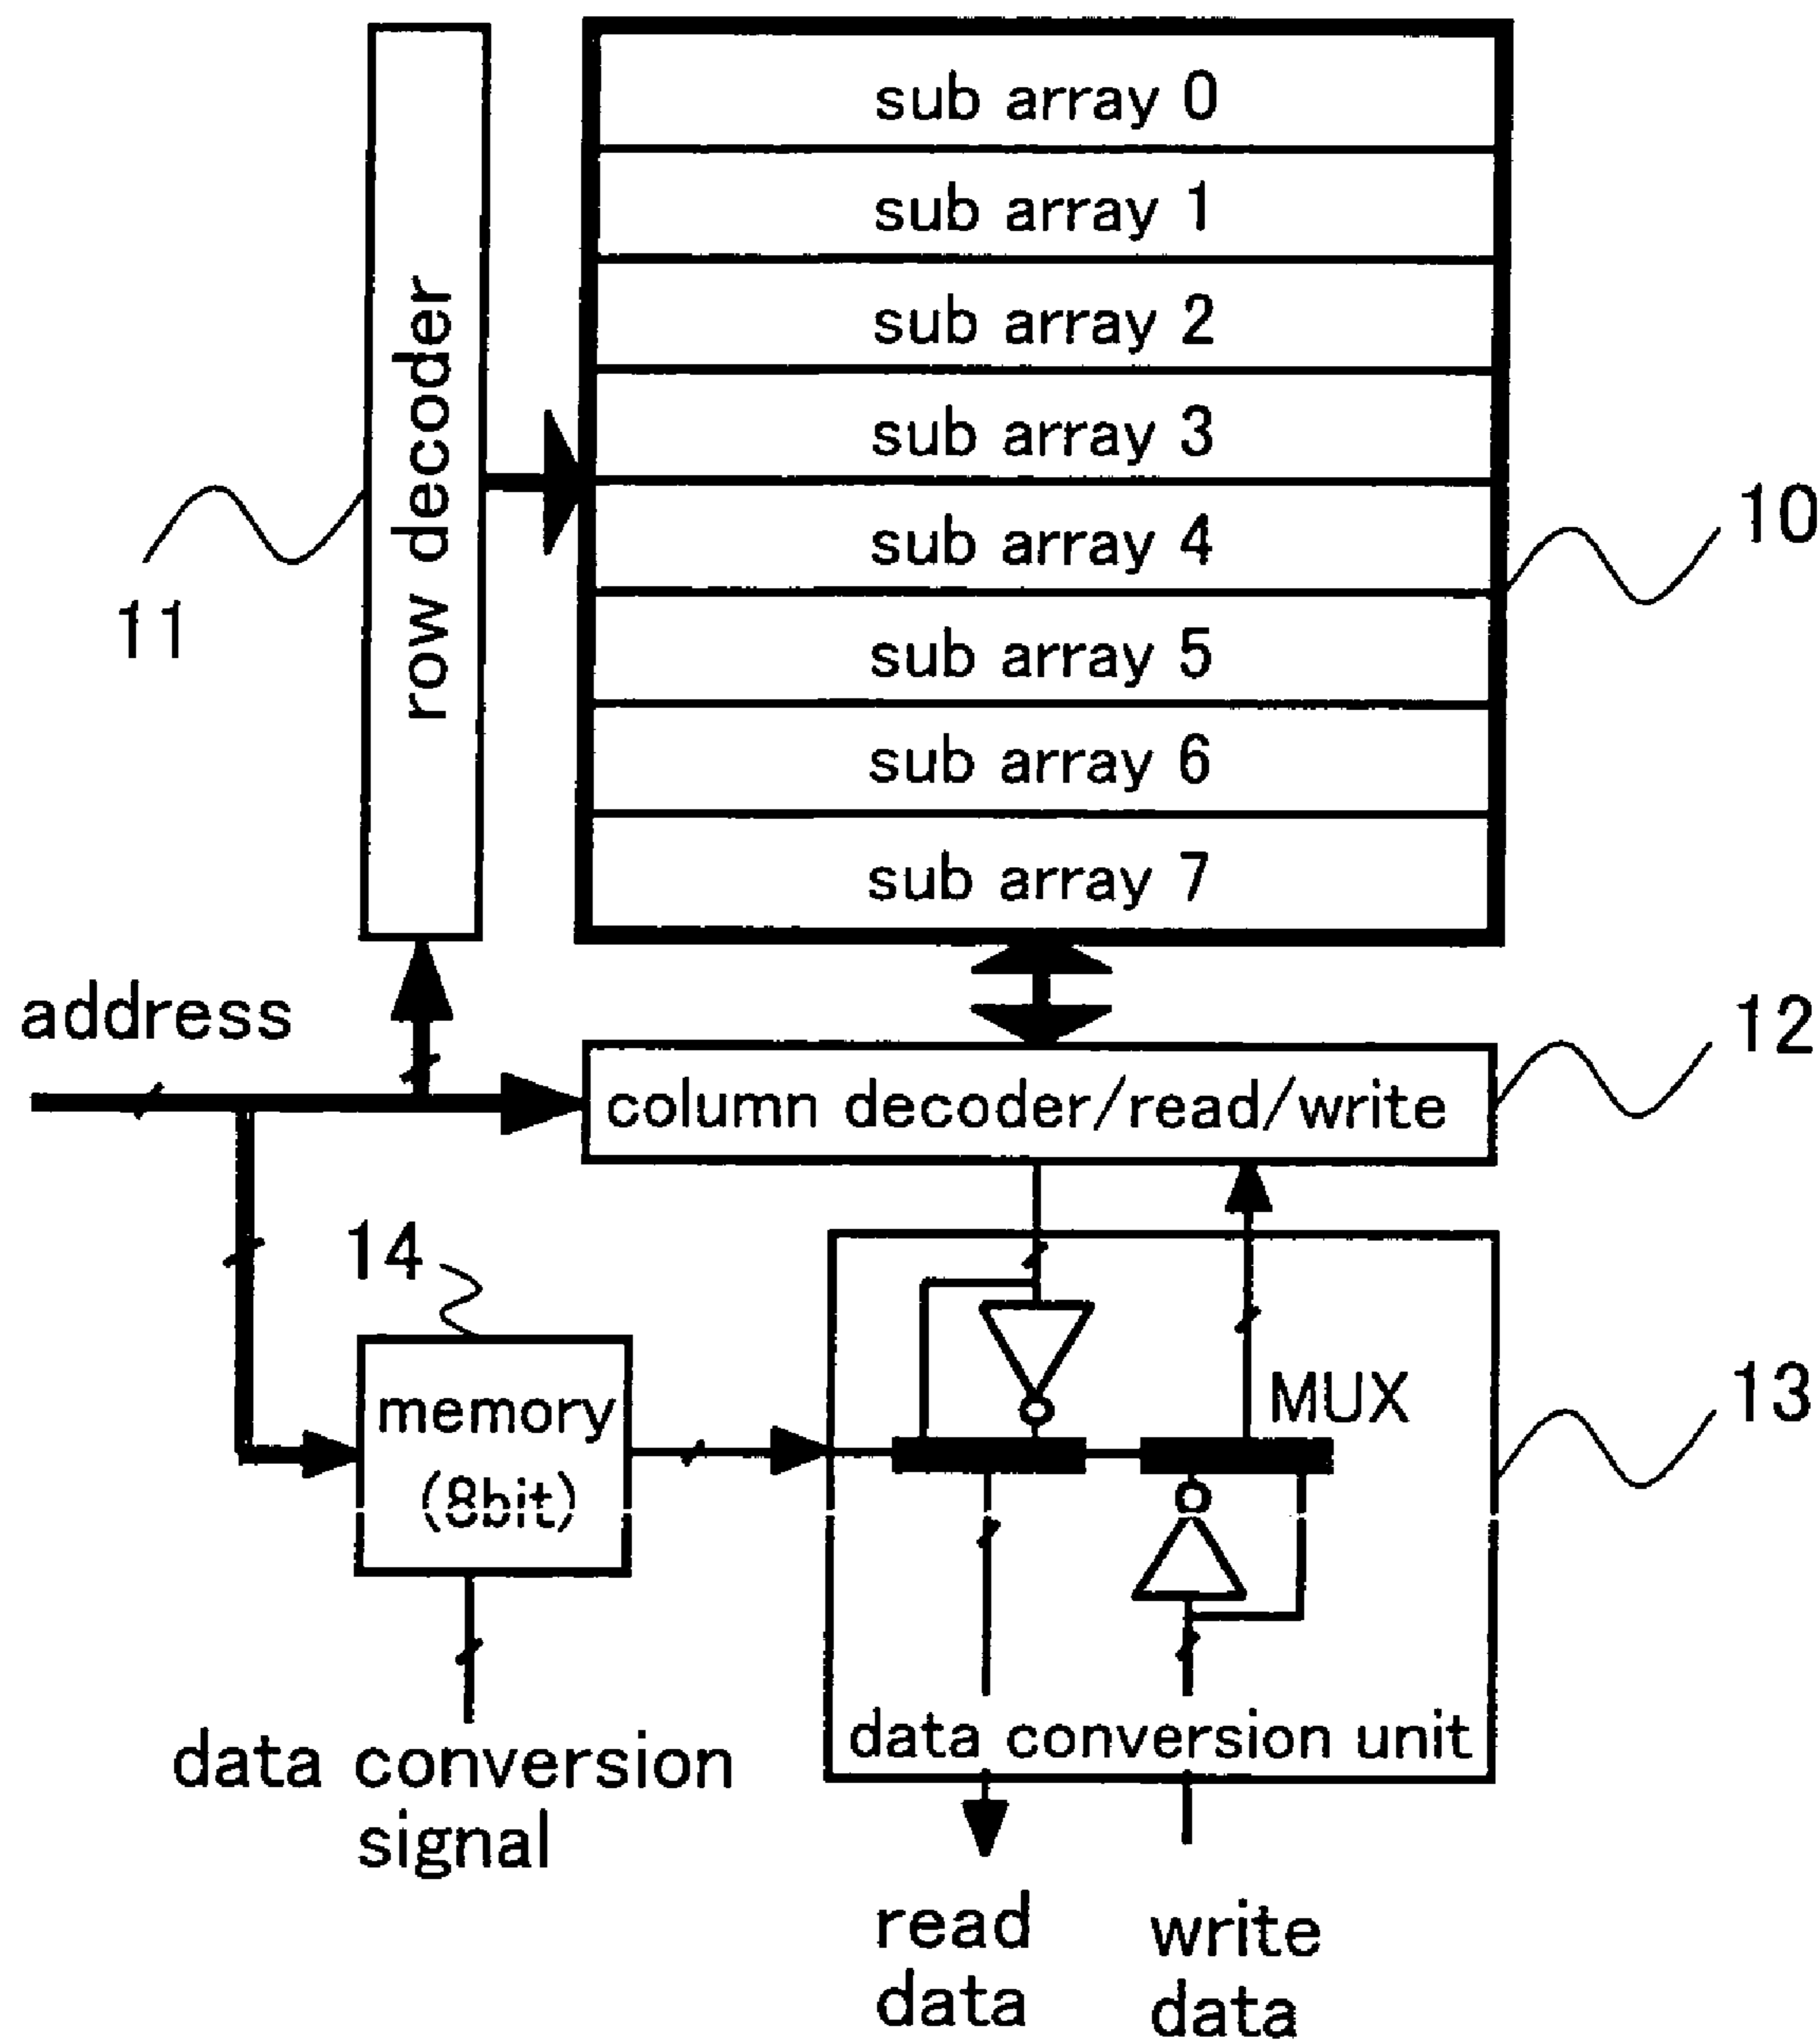 sub array 0
sub array 1
sub array 2
sub array 3
sub array 4
sub array 5
sub array 6
sub array 7
row decoder
11
10
address
12
column decoder/read/write
14
memory
(8bit)
MUX
13
data conversion unit
data conversion
signal
read
data
write
data